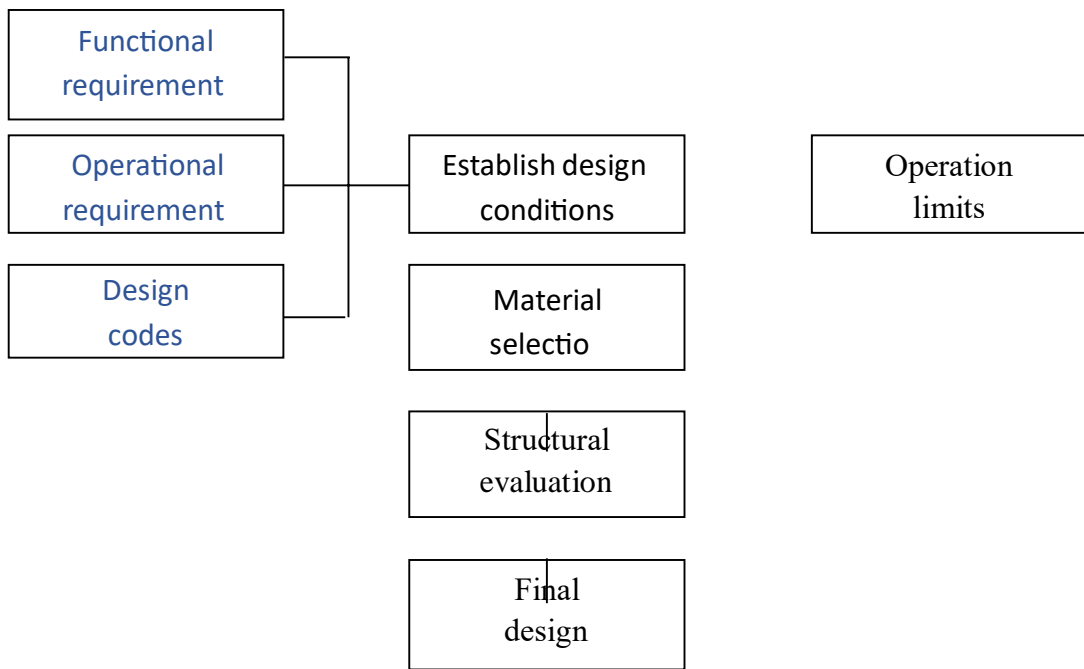 Functional
requirement
Operational
requirement
Establish design
conditions
Operation
limits
Design
codes
Material
selectio
Structural
evaluation
Final
design